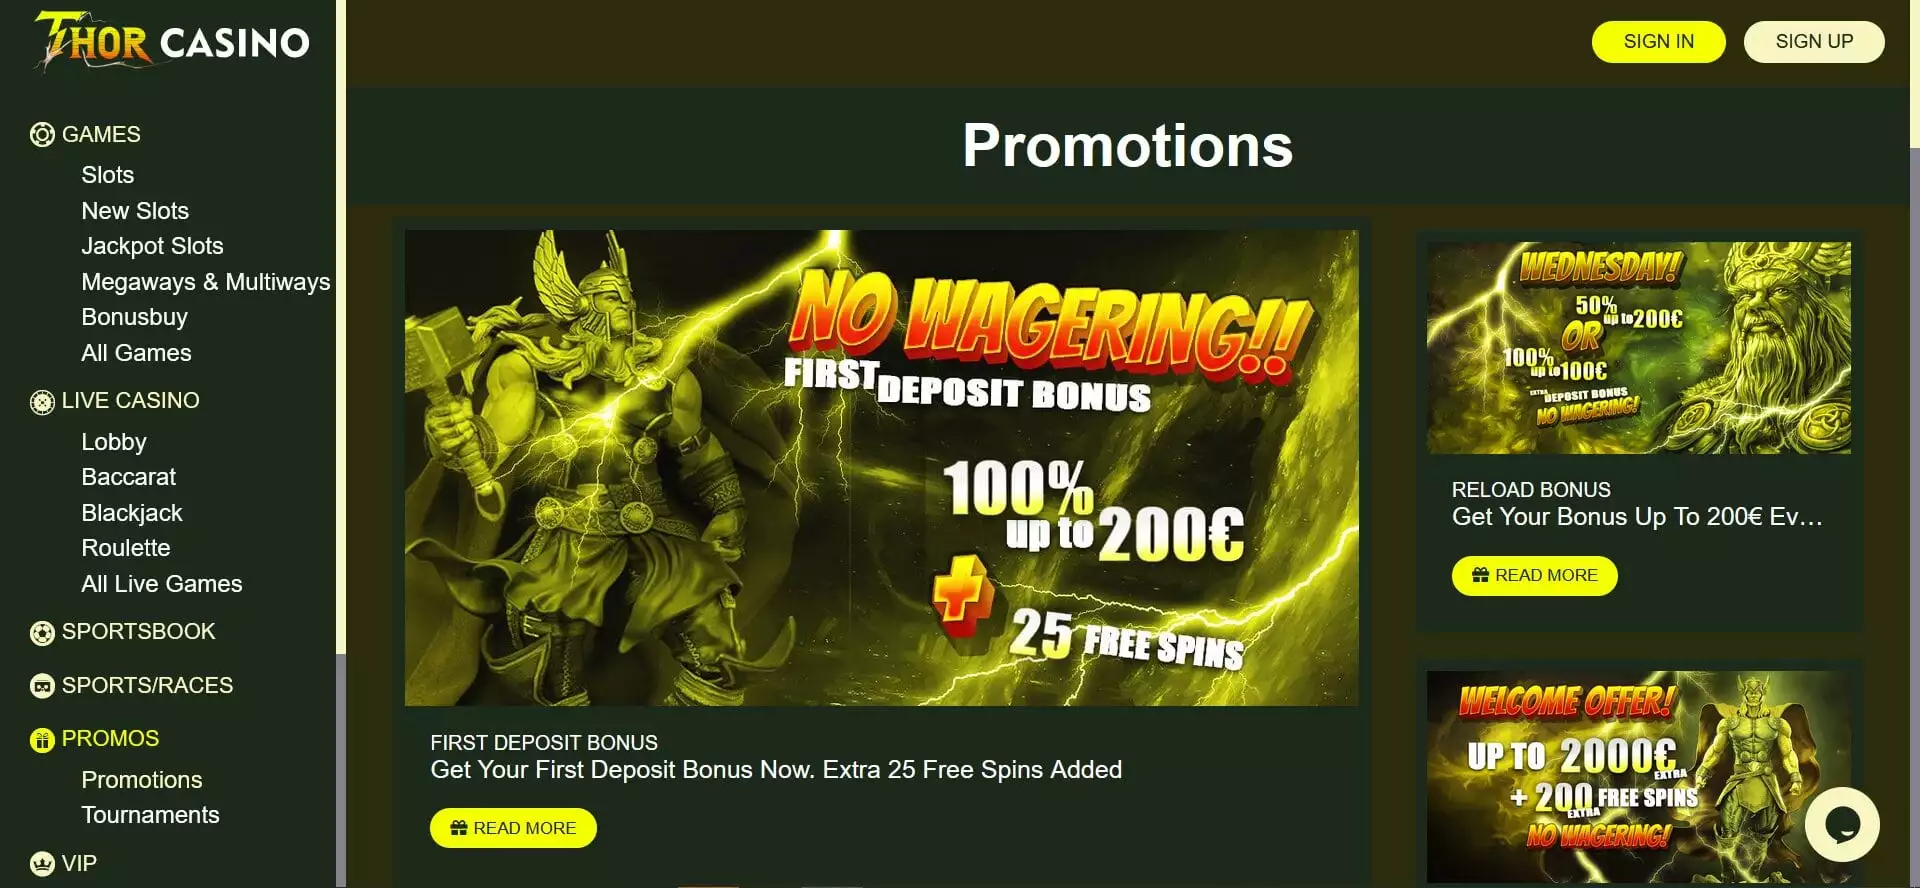 THOR CASINO
SIGN IN
SIGN UP
GAMES
Slots
New Slots
Jackpot Slots
Megaways & Multiways
Bonusbuy
All Games
LIVE CASINO
Lobby
Baccarat
Blackjack
Roulette
All Live Games
SPORTSBOOK
SPORTS/RACES
PROMOS
Promotions
Tournaments
VIP
Promotions
NO WAGERING!!
FIRST DEPOSIT BONUS
100%
up to 200€
+
25 FREE SPINS
FIRST DEPOSIT BONUS
Get Your First Deposit Bonus Now. Extra 25 Free Spins Added
READ MORE
WEDNESDAY!
50%
up to 200€
OR
100%
up to 100€
EXTRA DEPOSIT BONUS
NO WAGERING!
RELOAD BONUS
Get Your Bonus Up To 200€ Ev...
READ MORE
WELCOME OFFER!
UP TO 2000€
EXTRA
+ 200 FREE SPINS
EXTRA
NO WAGERING!